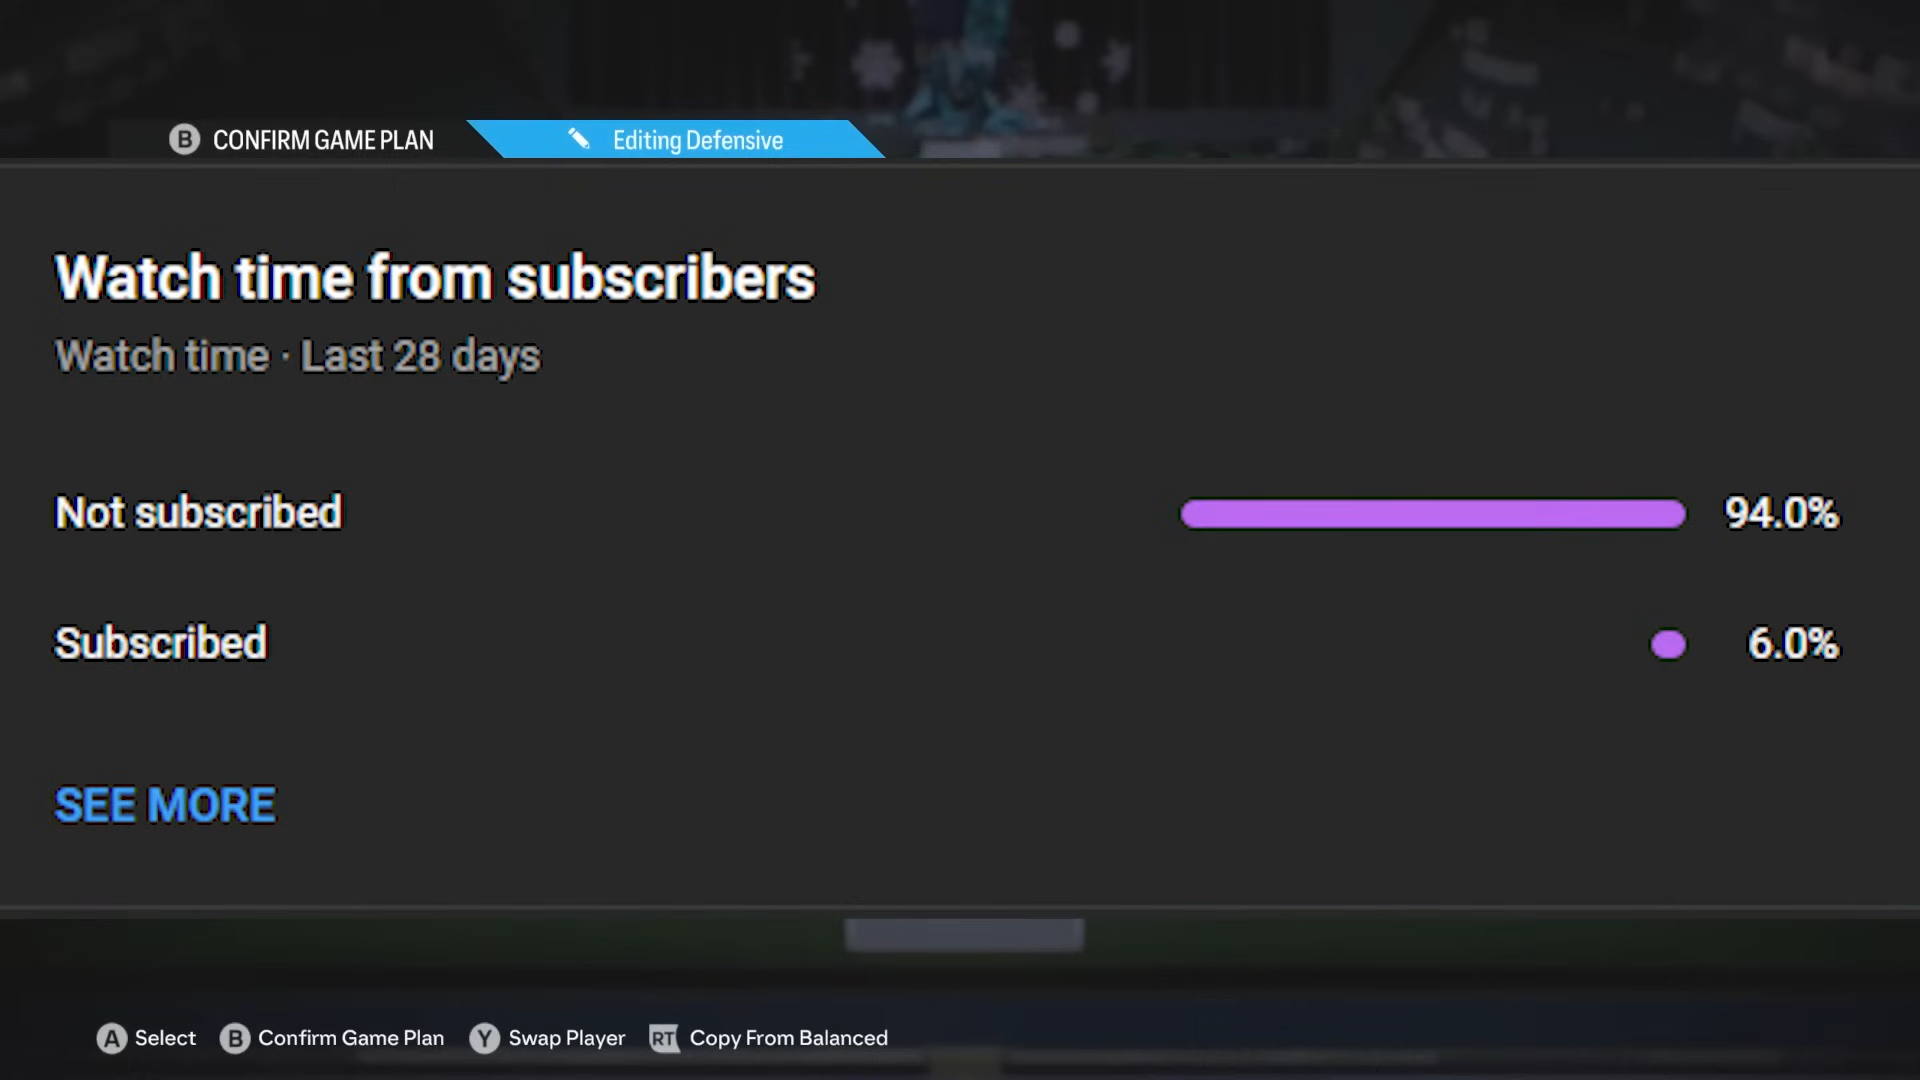 B CONFIRM GAME PLAN Editing Defensive
Watch time from subscribers
Watch time · Last 28 days
Not subscribed 94.0%
Subscribed 6.0%
SEE MORE
A Select B Confirm Game Plan Y Swap Player RT Copy From Balanced